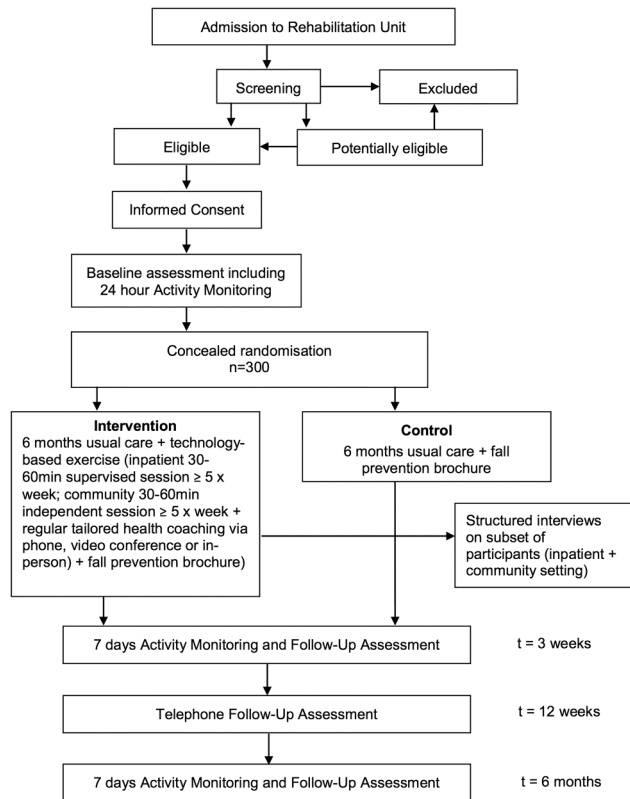 Admission to Rehabilitation Unit
Screening
Excluded
Eligible
Potentially eligible
Informed Consent
Baseline assessment including
24 hour Activity Monitoring
Concealed randomisation
n=300
Intervention
6 months usual care + technology-
based exercise (inpatient 30-
60min supervised session ≥ 5 x
week; community 30-60min
independent session ≥ 5 x week +
regular tailored health coaching via
phone, video conference or in-
person) + fall prevention brochure)
Control
6 months usual care + fall
prevention brochure
Structured interviews
on subset of
participants (inpatient +
community setting)
7 days Activity Monitoring and Follow-Up Assessment
t = 3 weeks
Telephone Follow-Up Assessment
t = 12 weeks
7 days Activity Monitoring and Follow-Up Assessment
t = 6 months